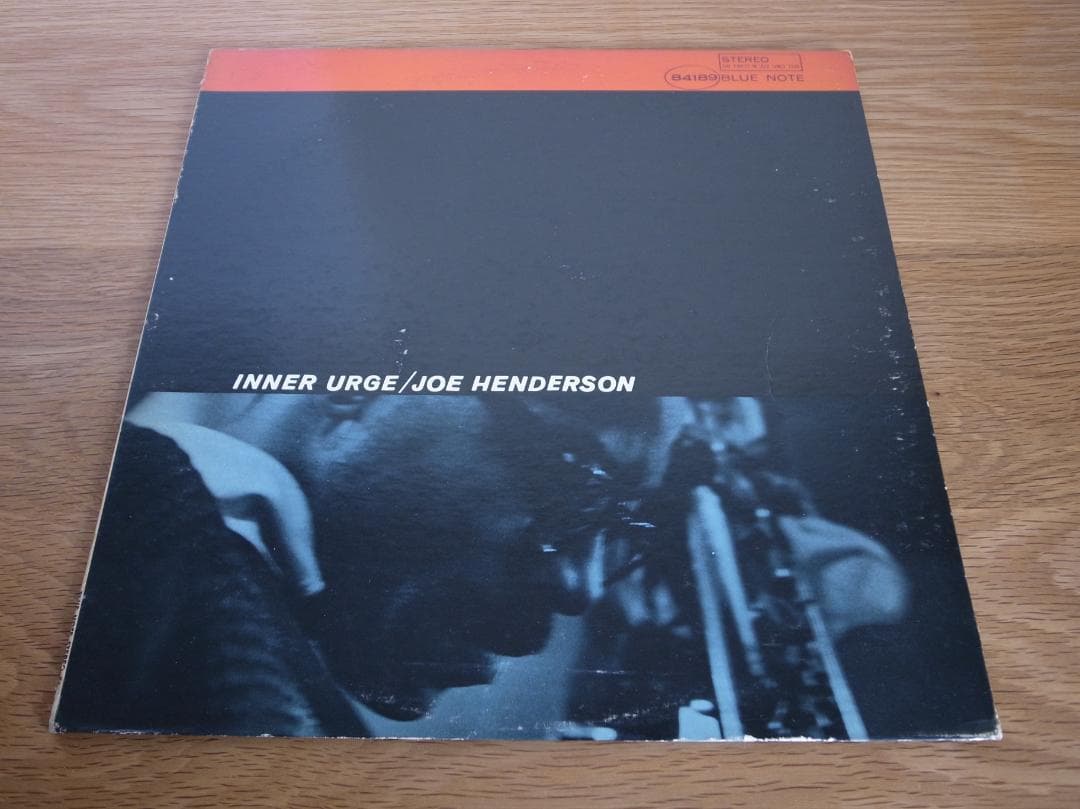 STEREO
84189 BLUE NOTE
INNER URGE/JOE HENDERSON